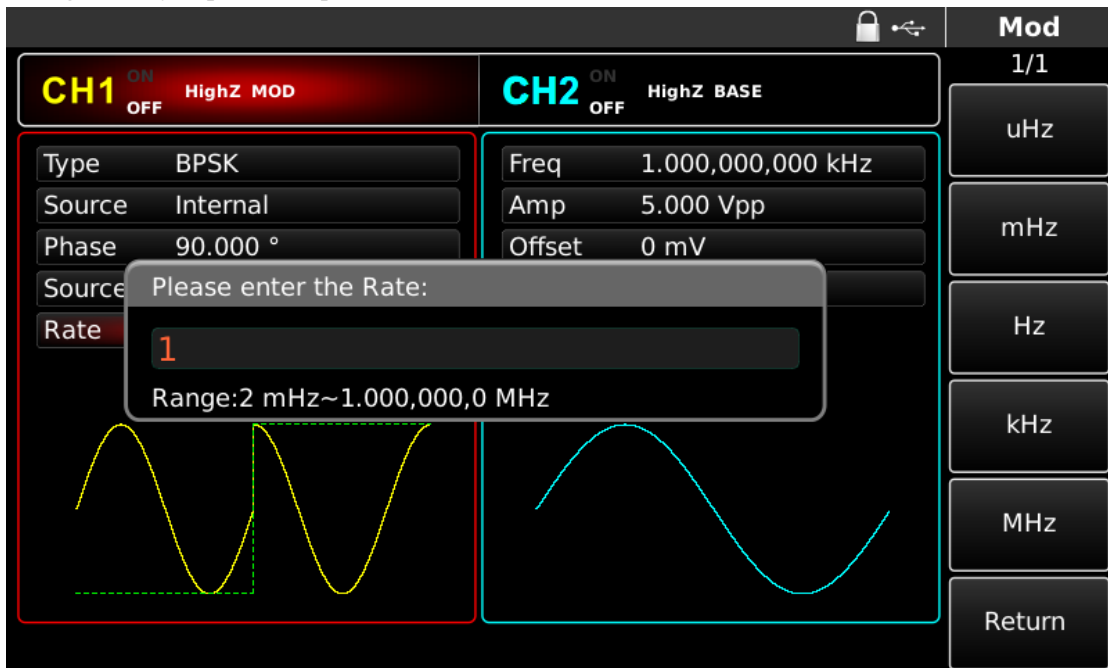 Mod
1/1
CH1 ON OFF HighZ MOD
CH2 ON OFF HighZ BASE
Type BPSK
Source Internal
Phase 90.000 °
Source
Rate
Freq 1.000,000,000 kHz
Amp 5.000 Vpp
Offset 0 mV
Please enter the Rate:
1
Range:2 mHz~1.000,000,0 MHz
uHz
mHz
Hz
kHz
MHz
Return